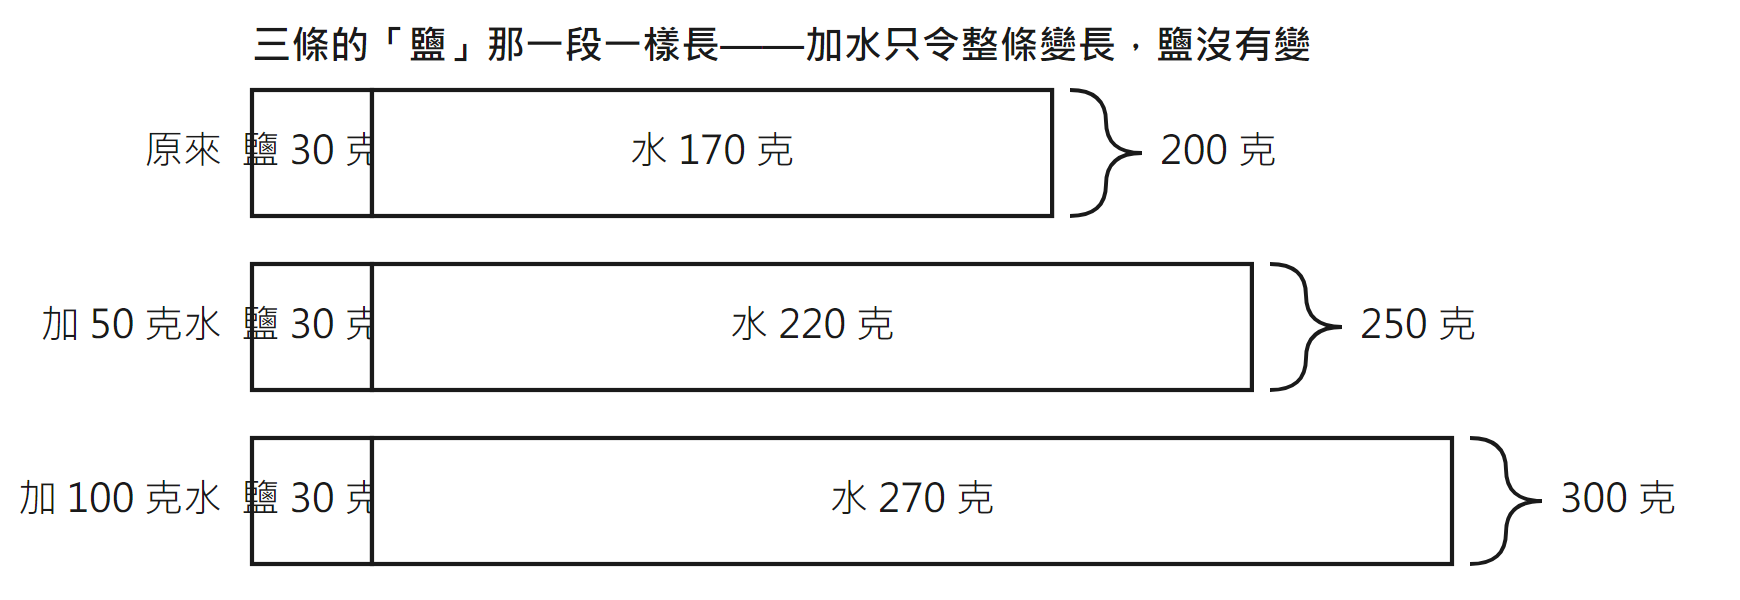 三條的「鹽」那一段一樣長——加水只令整條變長，鹽沒有變
原來 鹽 30 克 水 170 克 200 克
加 50 克水 鹽 30 克 水 220 克 250 克
加 100 克水 鹽 30 克 水 270 克 300 克